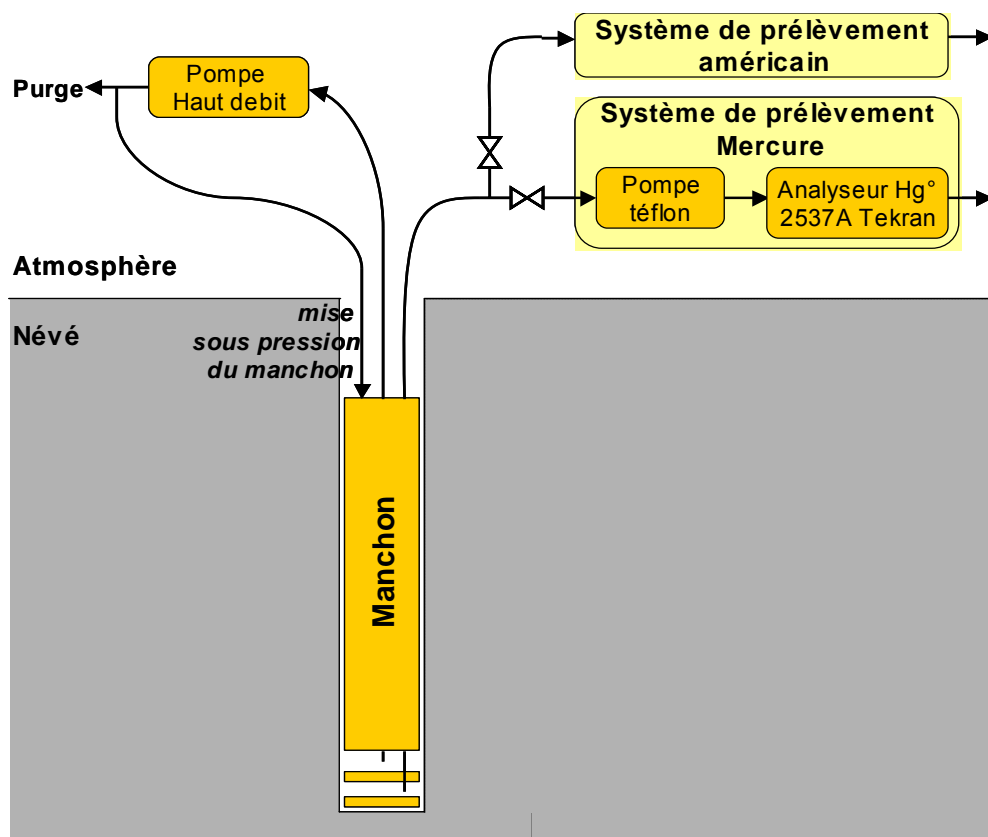 Système de prélèvement
américain
Purge
Pompe
Haut debit
Système de prélèvement
Mercure
Pompe
téflon
Analyseur Hg°
2537A Tekran
Atmosphère
Névé
mise
sous pression
du manchon
Manchon